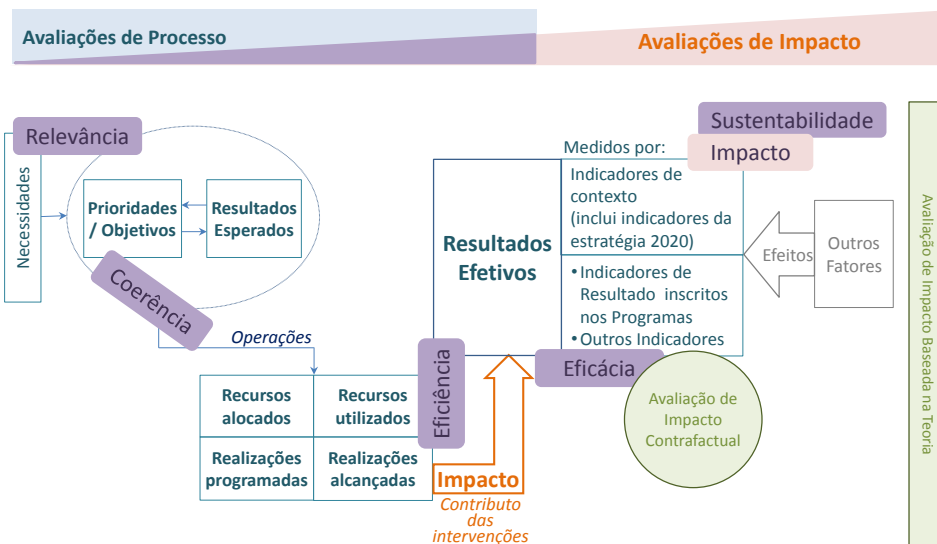 Avaliações de Processo
Avaliações de Impacto
Relevância
Necessidades
Prioridades
/ Objetivos
Resultados
Esperados
Coerência
Operações
Recursos
alocados
Recursos
utilizados
Realizações
programadas
Realizações
alcançadas
Eficiência
Impacto
Contributo
das
intervenções
Resultados
Efetivos
Medidos por:
Indicadores de
contexto
(inclui indicadores da
estratégia 2020)
•Indicadores de
Resultado inscritos
nos Programas
•Outros Indicadores
Eficácia
Sustentabilidade
Impacto
Efeitos
Outros
Fatores
Avaliação de
Impacto
Contrafactual
Avaliação de Impacto Baseada na Teoria